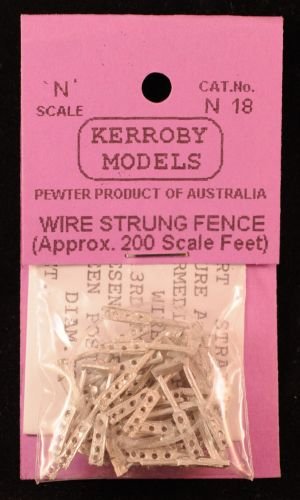 'N'
SCALE
CAT.No.
N 18
KERROBY
MODELS
PEWTER PRODUCT OF AUSTRALIA
WIRE STRUNG FENCE
(Approx. 200 Scale Feet)